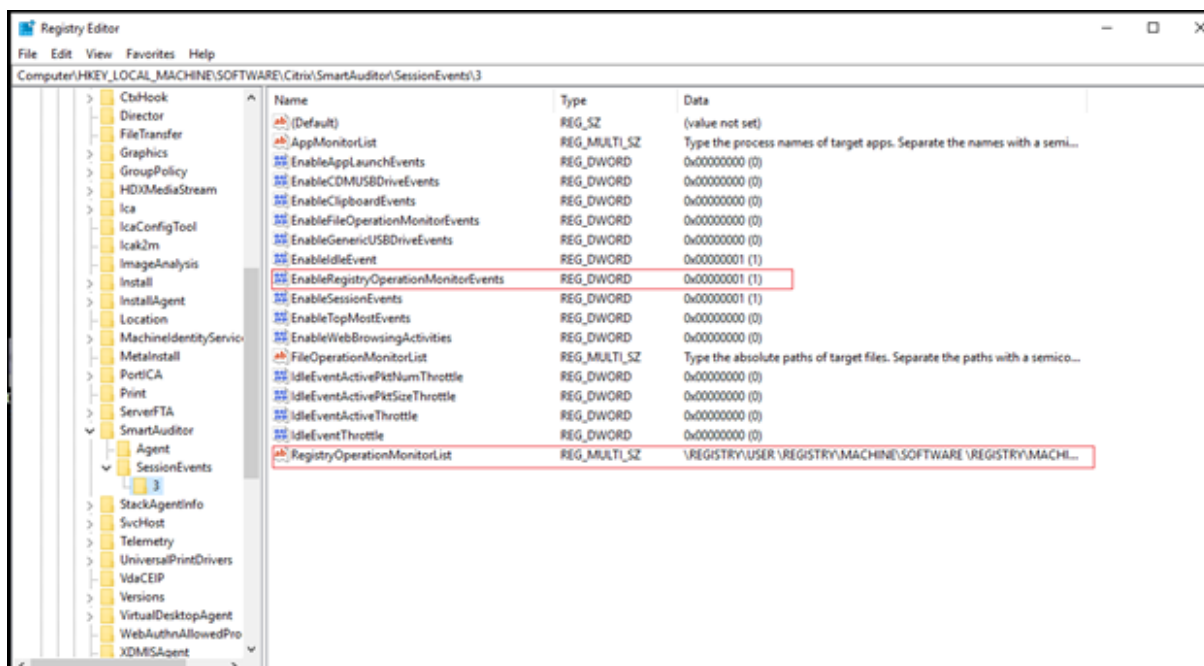 Registry Editor
File Edit View Favorites Help
Computer\HKEY_LOCAL_MACHINE\SOFTWARE\Citrix\SmartAuditor\SessionEvents\3
CtxHook
Director
FileTransfer
Graphics
GroupPolicy
HDXMediaStream
Ica
IcaConfigTool
Icak2m
ImageAnalysis
Install
InstallAgent
Location
MachineIdentityService
MetaInstall
PortICA
Print
ServerFTA
SmartAuditor
Agent
SessionEvents
3
StackAgentInfo
SvcHost
Telemetry
UniversalPrintDrivers
VdaCEIP
Versions
VirtualDesktopAgent
WebAuthnAllowedPro
XDMISAgent
Name Type Data
(Default) REG_SZ (value not set)
AppMonitorList REG_MULTI_SZ Type the process names of target apps. Separate the names with a semi...
EnableAppLaunchEvents REG_DWORD 0x00000000 (0)
EnableCDMUSBDriveEvents REG_DWORD 0x00000000 (0)
EnableClipboardEvents REG_DWORD 0x00000000 (0)
EnableFileOperationMonitorEvents REG_DWORD 0x00000000 (0)
EnableGenericUSBDriveEvents REG_DWORD 0x00000000 (0)
EnableIdleEvent REG_DWORD 0x00000001 (1)
EnableRegistryOperationMonitorEvents REG_DWORD 0x00000001 (1)
EnableSessionEvents REG_DWORD 0x00000001 (1)
EnableTopMostEvents REG_DWORD 0x00000000 (0)
EnableWebBrowsingActivities REG_DWORD 0x00000000 (0)
FileOperationMonitorList REG_MULTI_SZ Type the absolute paths of target files. Separate the paths with a semico...
IdleEventActivePktNumThrottle REG_DWORD 0x00000000 (0)
IdleEventActivePktSizeThrottle REG_DWORD 0x00000000 (0)
IdleEventActiveThrottle REG_DWORD 0x00000000 (0)
IdleEventThrottle REG_DWORD 0x00000000 (0)
RegistryOperationMonitorList REG_MULTI_SZ \REGISTRY\USER \REGISTRY\MACHINE\SOFTWARE \REGISTRY\MACHI...